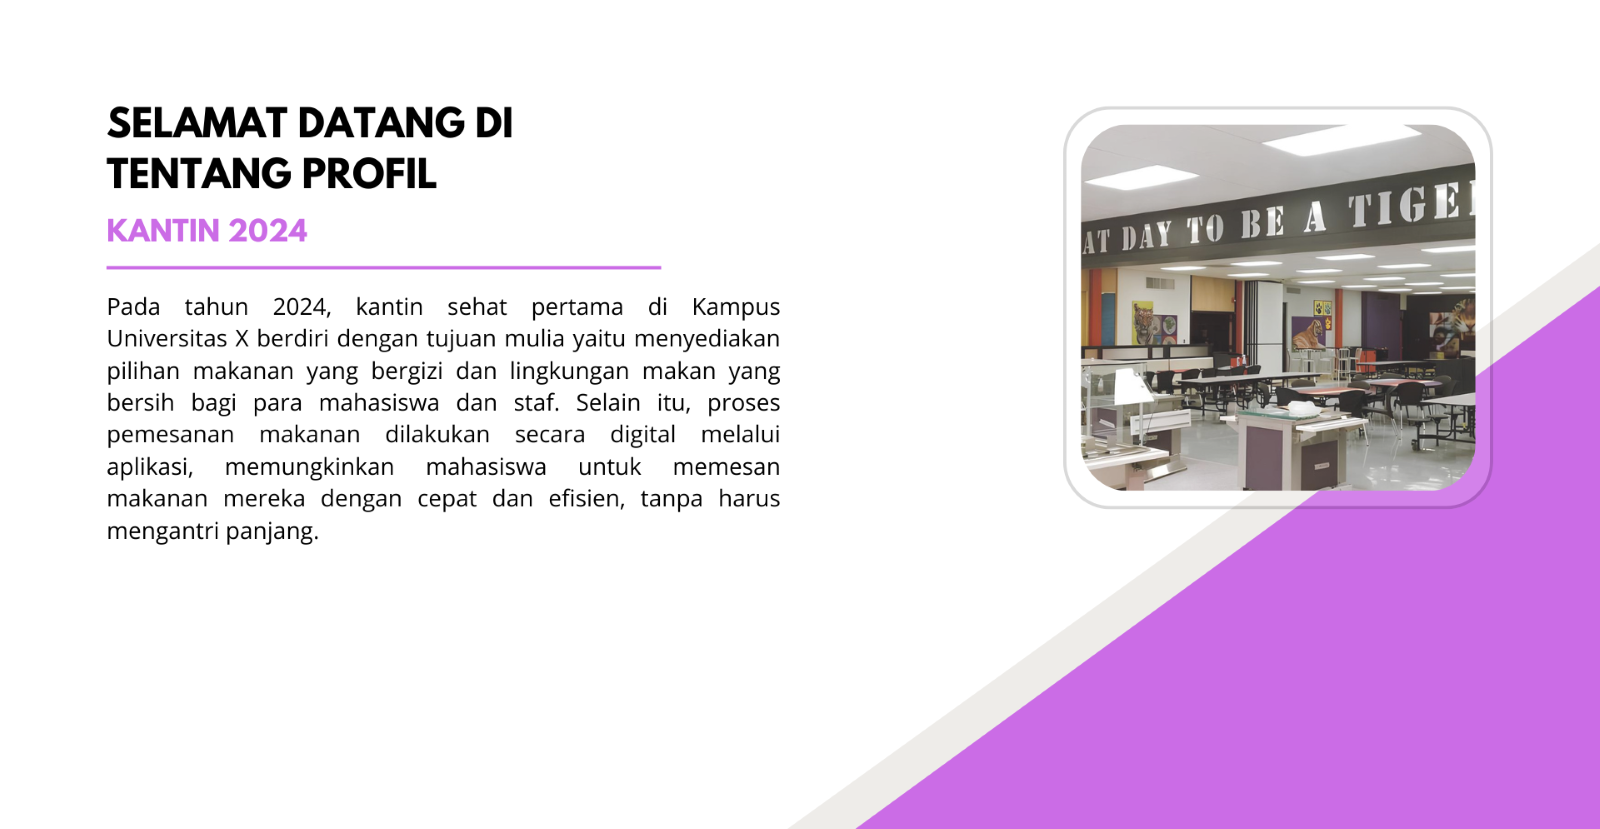 SELAMAT DATANG DI
TENTANG PROFIL
KANTIN 2024
Pada tahun 2024, kantin sehat pertama di Kampus
Universitas X berdiri dengan tujuan mulia yaitu menyediakan
pilihan makanan yang bergizi dan lingkungan makan yang
bersih bagi para mahasiswa dan staf. Selain itu, proses
pemesanan makanan dilakukan secara digital melalui
aplikasi, memungkinkan mahasiswa untuk memesan
makanan mereka dengan cepat dan efisien, tanpa harus
mengantri panjang.
AT DAY TO BE A TIGE